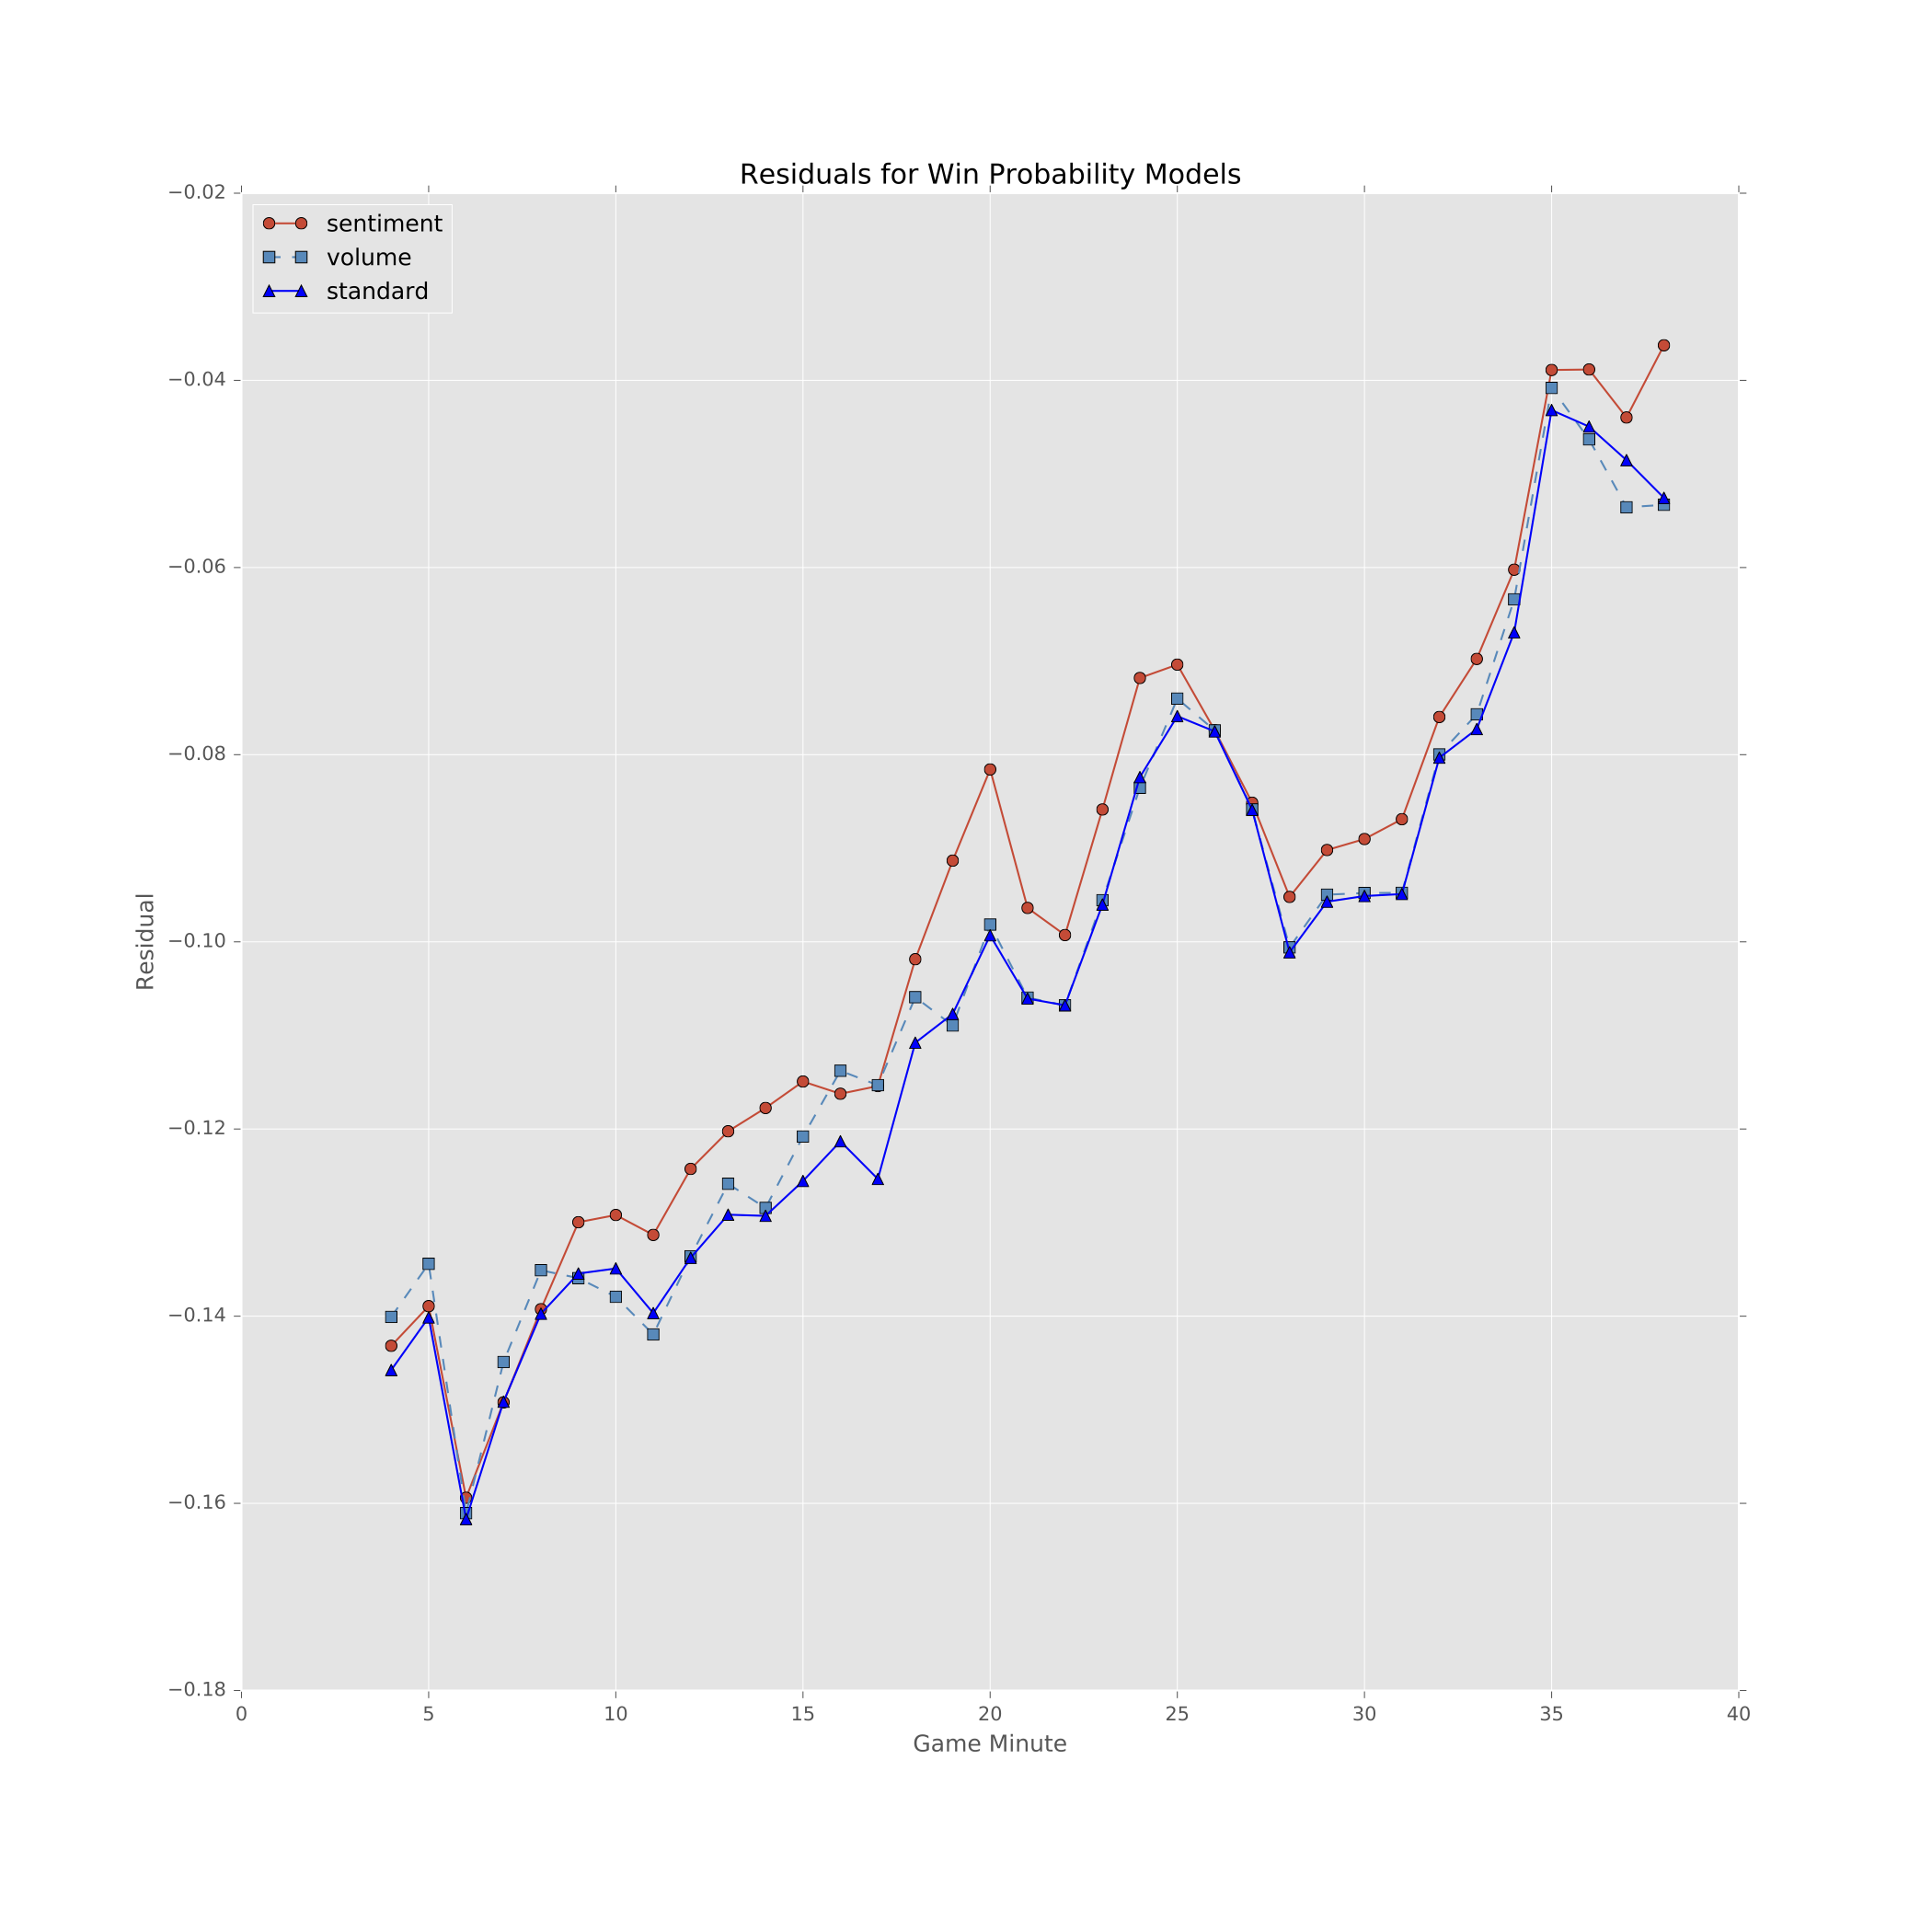 Residuals for Win Probability Models
sentiment
volume
standard
−0.02
−0.04
−0.06
−0.08
−0.10
−0.12
−0.14
−0.16
−0.18
Residual
0 5 10 15 20 25 30 35 40
Game Minute